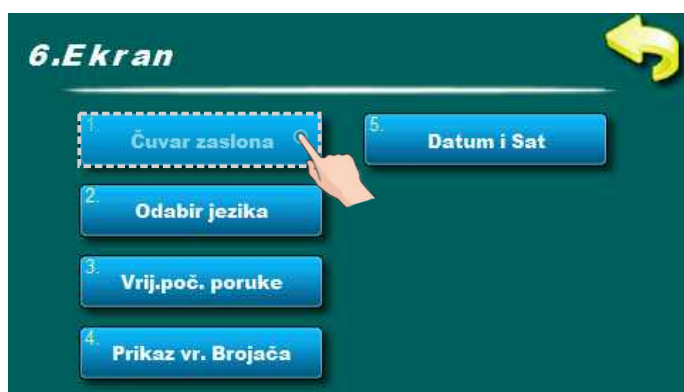 6.Ekran
1. Čuvar zaslona
2. Odabir jezika
3. Vrij.poč. poruke
4. Prikaz vr. Brojača
5. Datum i Sat